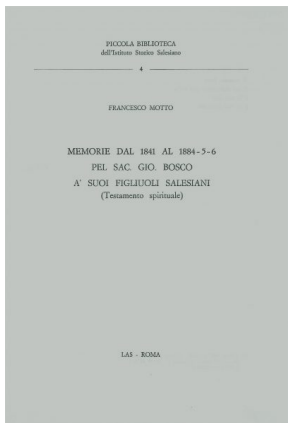 PICCOLA BIBLIOTECA
dell'Istituto Storico Salesiano
4
FRANCESCO MOTTO
MEMORIE DAL 1841 AL 1884-5-6
PEL SAC. GIO. BOSCO
A' SUOI FIGLIUOLI SALESIANI
(Testamento spirituale)
LAS - ROMA